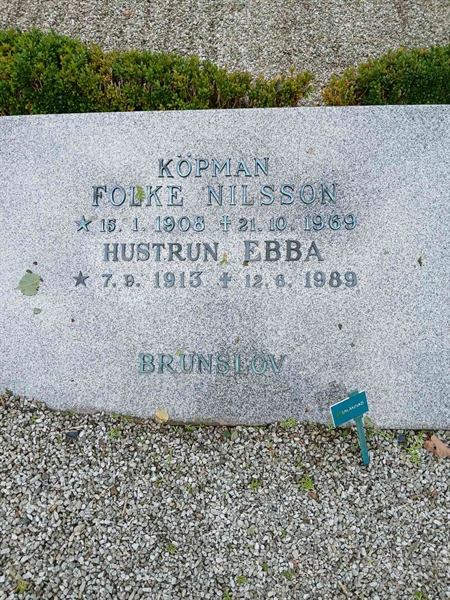 KÖPMAN
FOLKE NILSSON
★ 15. 1. 1908 ✝ 21. 10. 1969
HUSTRUN EBBA
★ 7. 9. 1913 ✝ 12. 6. 1989
BRUNSLÖV